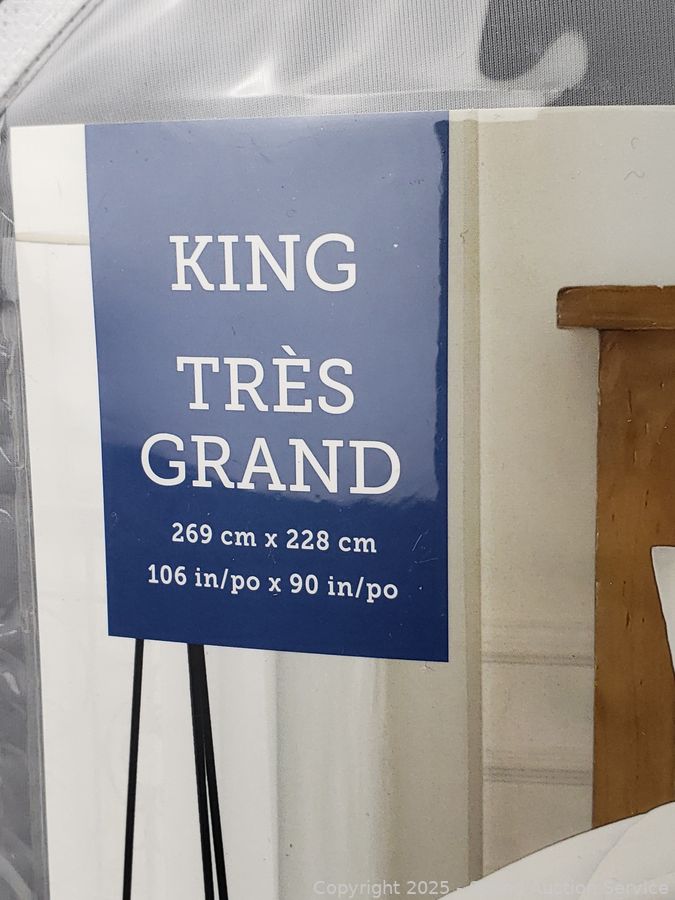 KING
TRÈS
GRAND
269 cm x 228 cm
106 in/po x 90 in/po
Copyright 2025 - Auction Service